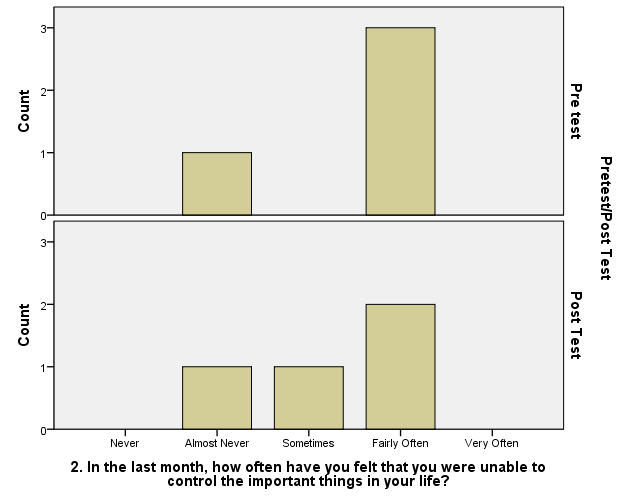 3
2
1
0
Count
Pre test
3
2
1
0
Count
Post Test
Pretest/Post Test
Never Almost Never Sometimes Fairly Often Very Often
2. In the last month, how often have you felt that you were unable to
control the important things in your life?